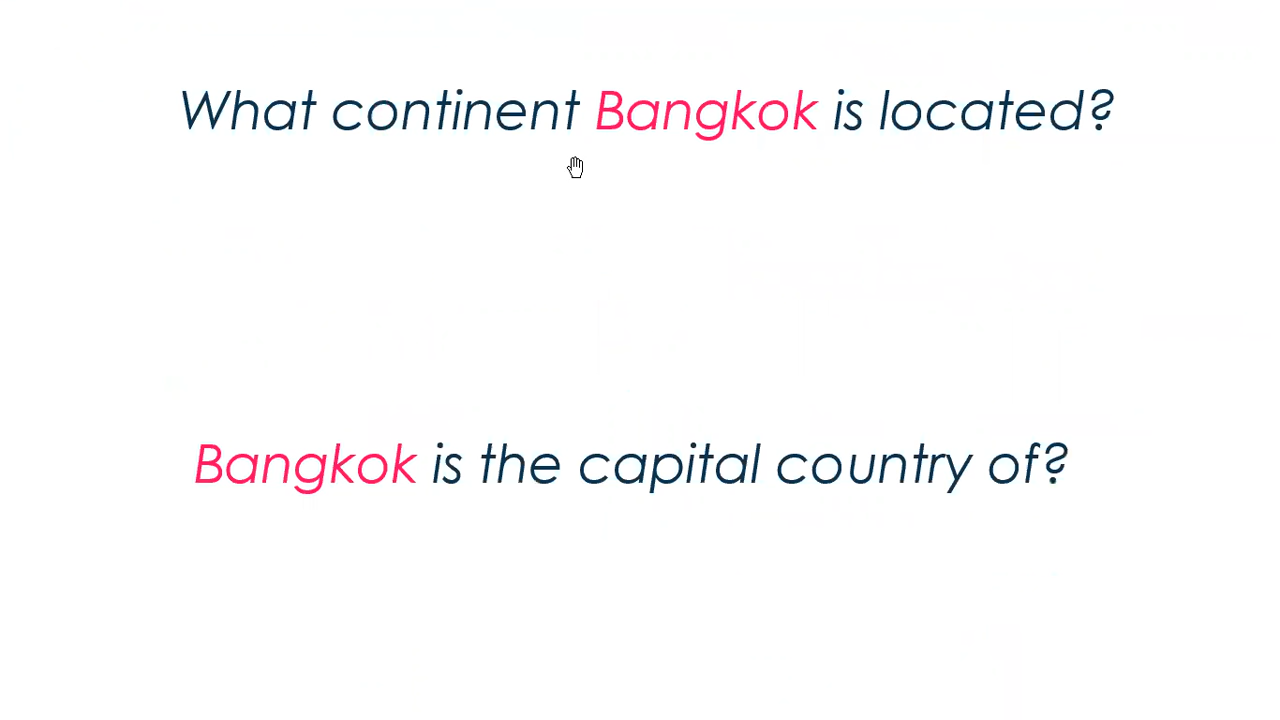 What continent Bangkok is located?
Bangkok is the capital country of?